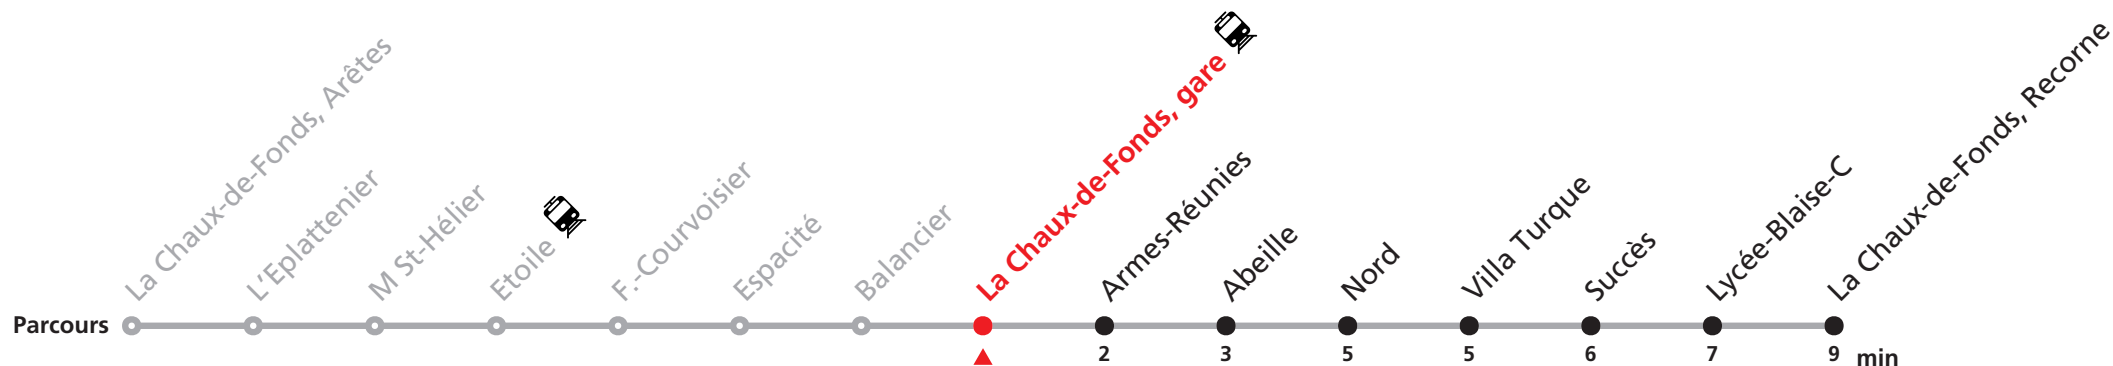 La Chaux-de-Fonds, Arêtes
L'Eplattenier
M St-Hélier
Etoile
F.-Courvoisier
Espacité
Balancier
La Chaux-de-Fonds, gare
Armes-Réunies
Abeille
Nord
Villa Turque
Succès
Lycée-Blaise-C
La Chaux-de-Fonds, Recorne
Parcours
2 3 5 5 6 7 9 min